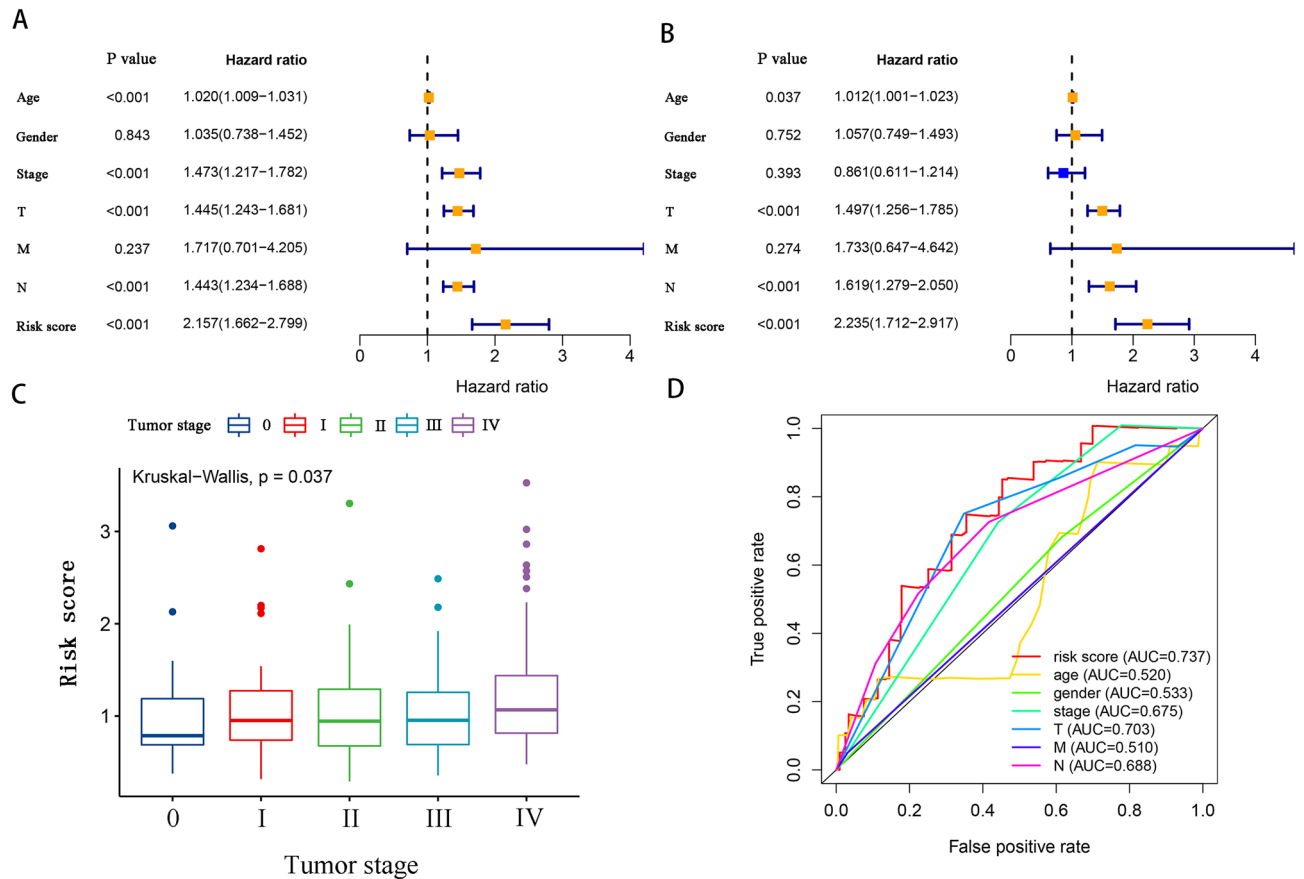 A
P value Hazard ratio
Age <0.001 1.020(1.009−1.031)
Gender 0.843 1.035(0.738−1.452)
Stage <0.001 1.473(1.217−1.782)
T <0.001 1.445(1.243−1.681)
M 0.237 1.717(0.701−4.205)
N <0.001 1.443(1.234−1.688)
Risk score <0.001 2.157(1.662−2.799)
0 1 2 3 4
Hazard ratio
B
P value Hazard ratio
Age 0.037 1.012(1.001−1.023)
Gender 0.752 1.057(0.749−1.493)
Stage 0.393 0.861(0.611−1.214)
T <0.001 1.497(1.256−1.785)
M 0.274 1.733(0.647−4.642)
N <0.001 1.619(1.279−2.050)
Risk score <0.001 2.235(1.712−2.917)
0 1 2 3 4
Hazard ratio
C
Tumor stage 0 I II III IV
Kruskal−Wallis, p = 0.037
3
2
1
Risk score
0 I II III IV
Tumor stage
D
1.0
0.8
0.6
0.4
0.2
0.0
True positive rate
risk score (AUC=0.737)
age (AUC=0.520)
gender (AUC=0.533)
stage (AUC=0.675)
T (AUC=0.703)
M (AUC=0.510)
N (AUC=0.688)
0.0 0.2 0.4 0.6 0.8 1.0
False positive rate